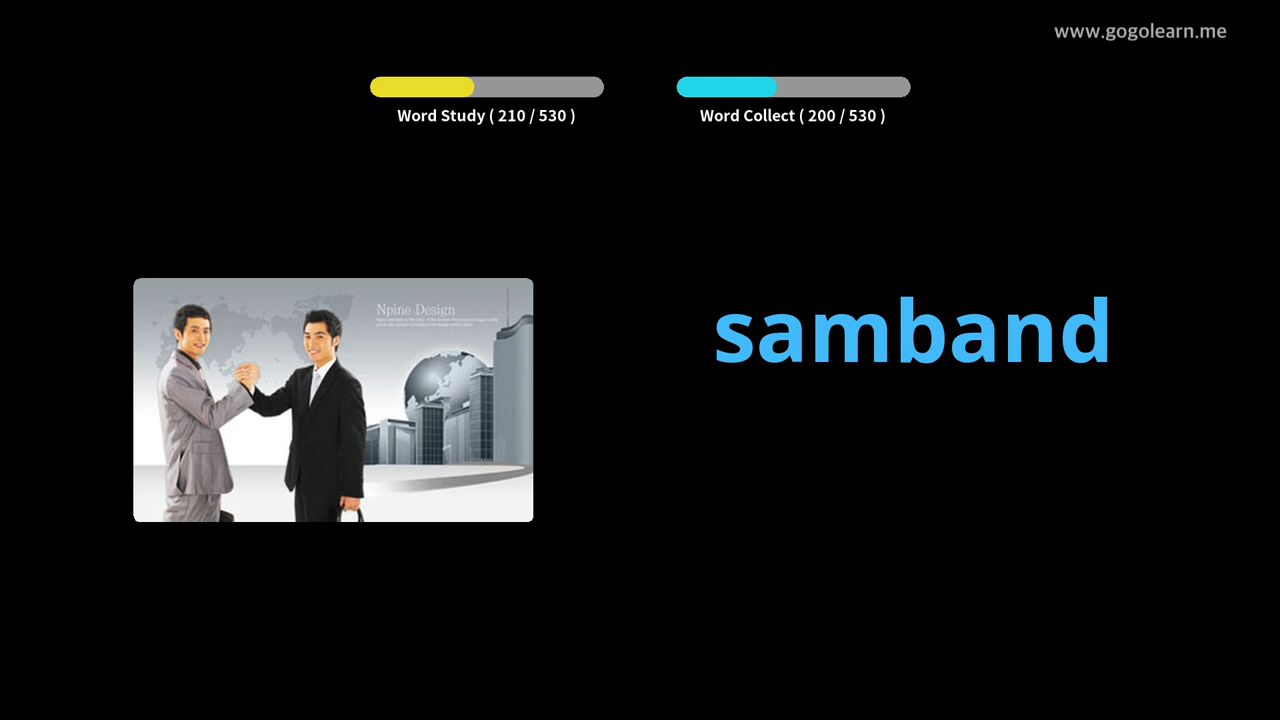 www.gogolearn.me
Word Study ( 210 / 530 )
Word Collect ( 200 / 530 )
Npine Design
samband